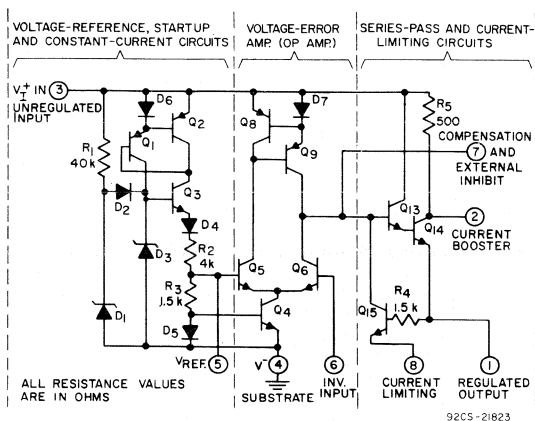 VOLTAGE-REFERENCE, STARTUP
AND CONSTANT-CURRENT CIRCUITS
VOLTAGE-ERROR
AMP. (OP AMP.)
SERIES-PASS AND CURRENT-
LIMITING CIRCUITS
VI+ IN 3
UNREGULATED
INPUT
D6
Q2
Q1
R1
40k
D2
Q3
D4
D3
R2
4k
R3
1.5k
D1
D5
VREF. 5
Q8
D7
Q9
Q5
Q6
Q4
V- 4
SUBSTRATE
6
INV.
INPUT
R5
500
COMPENSATION
7 AND
EXTERNAL
INHIBIT
Q13
Q14
2
CURRENT
BOOSTER
Q15
R4
1.5k
8
CURRENT
LIMITING
1
REGULATED
OUTPUT
ALL RESISTANCE VALUES
ARE IN OHMS
92CS-21823